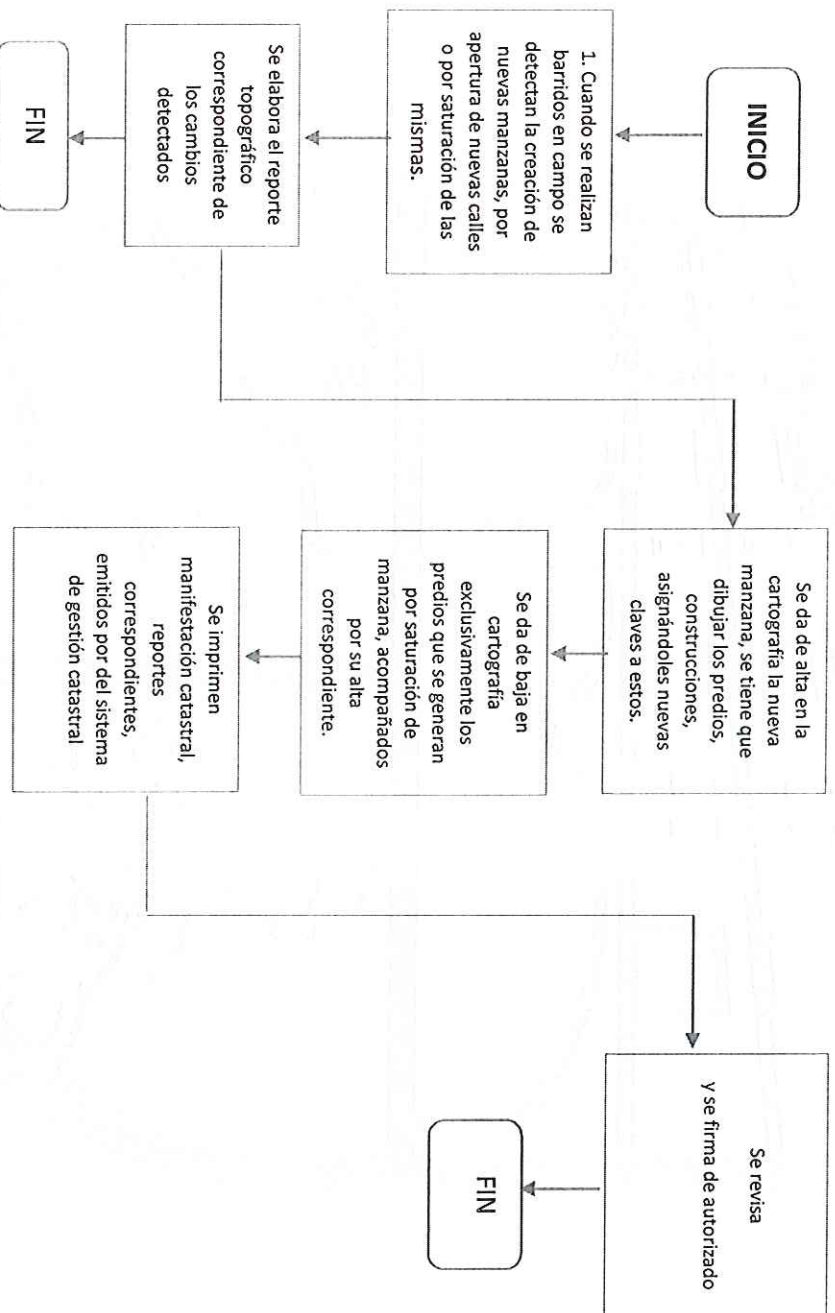 INICIO
1. Cuando se realizan
barridos en campo se
detectan la creación de
nuevas manzanas, por
apertura de nuevas calles
o por saturación de las
mismas.
Se elabora el reporte
topográfico
correspondiente de
los cambios
detectados
FIN
Se da de alta en la
cartografía la nueva
manzana, se tiene que
dibujar los predios,
construcciones,
asignándoles nuevas
claves a estos.
Se da de baja en
cartografía
exclusivamente los
predios que se generan
por saturación de
manzana, acompañados
por su alta
correspondiente.
Se imprimen
manifestación catastral,
reportes
correspondientes,
emitidos por del sistema
de gestión catastral
Se revisa
y se firma de autorizado
FIN